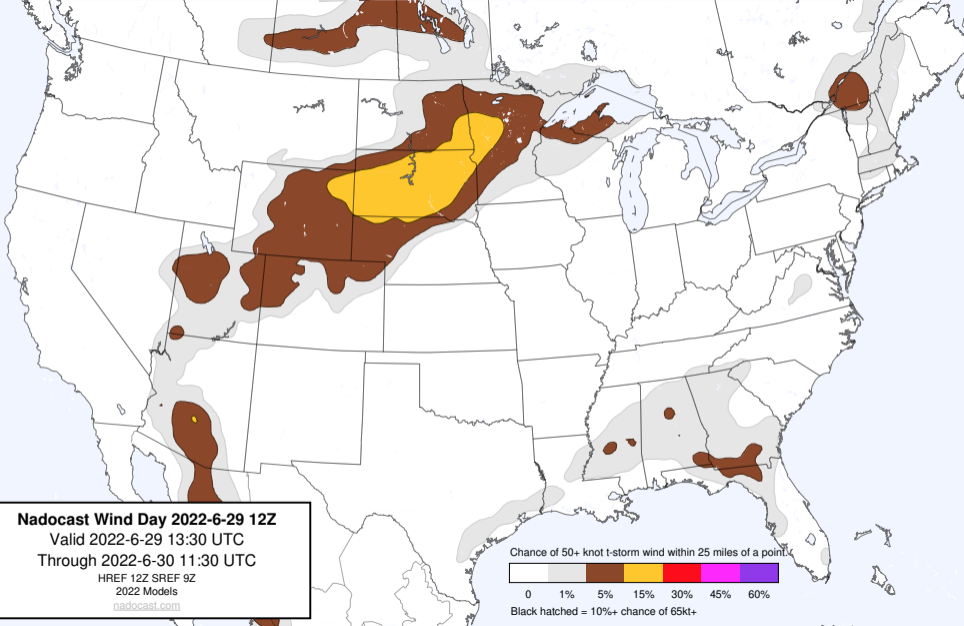 Nadocast Wind Day 2022-6-29 12Z
Valid 2022-6-29 13:30 UTC
Through 2022-6-30 11:30 UTC
HREF 12Z SREF 9Z
2022 Models
nadocast.com
Chance of 50+ knot t-storm wind within 25 miles of a point.
0 1% 5% 15% 30% 45% 60%
Black hatched = 10%+ chance of 65kt+